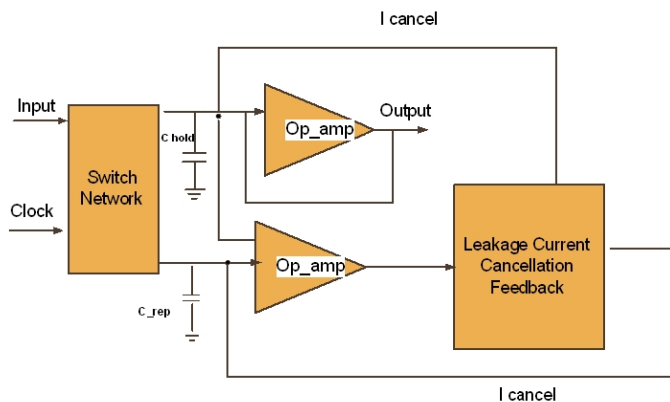 I cancel
Input
Output
C hold
Op_amp
Switch
Network
Clock
Leakage Current
Cancellation
Feedback
Op_amp
C_rep
I cancel